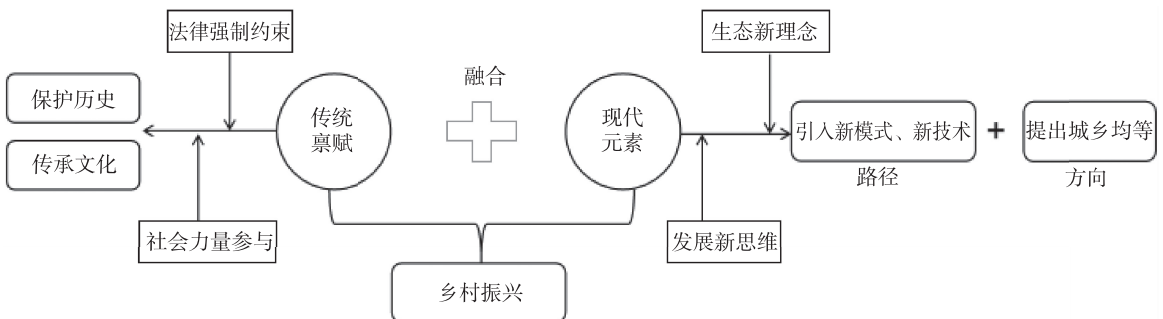 法律强制约束
生态新理念
保护历史
传承文化
传统
禀赋
融合
现代
元素
引入新模式、新技术
+
提出城乡均等
路径
方向
社会力量参与
发展新思维
乡村振兴